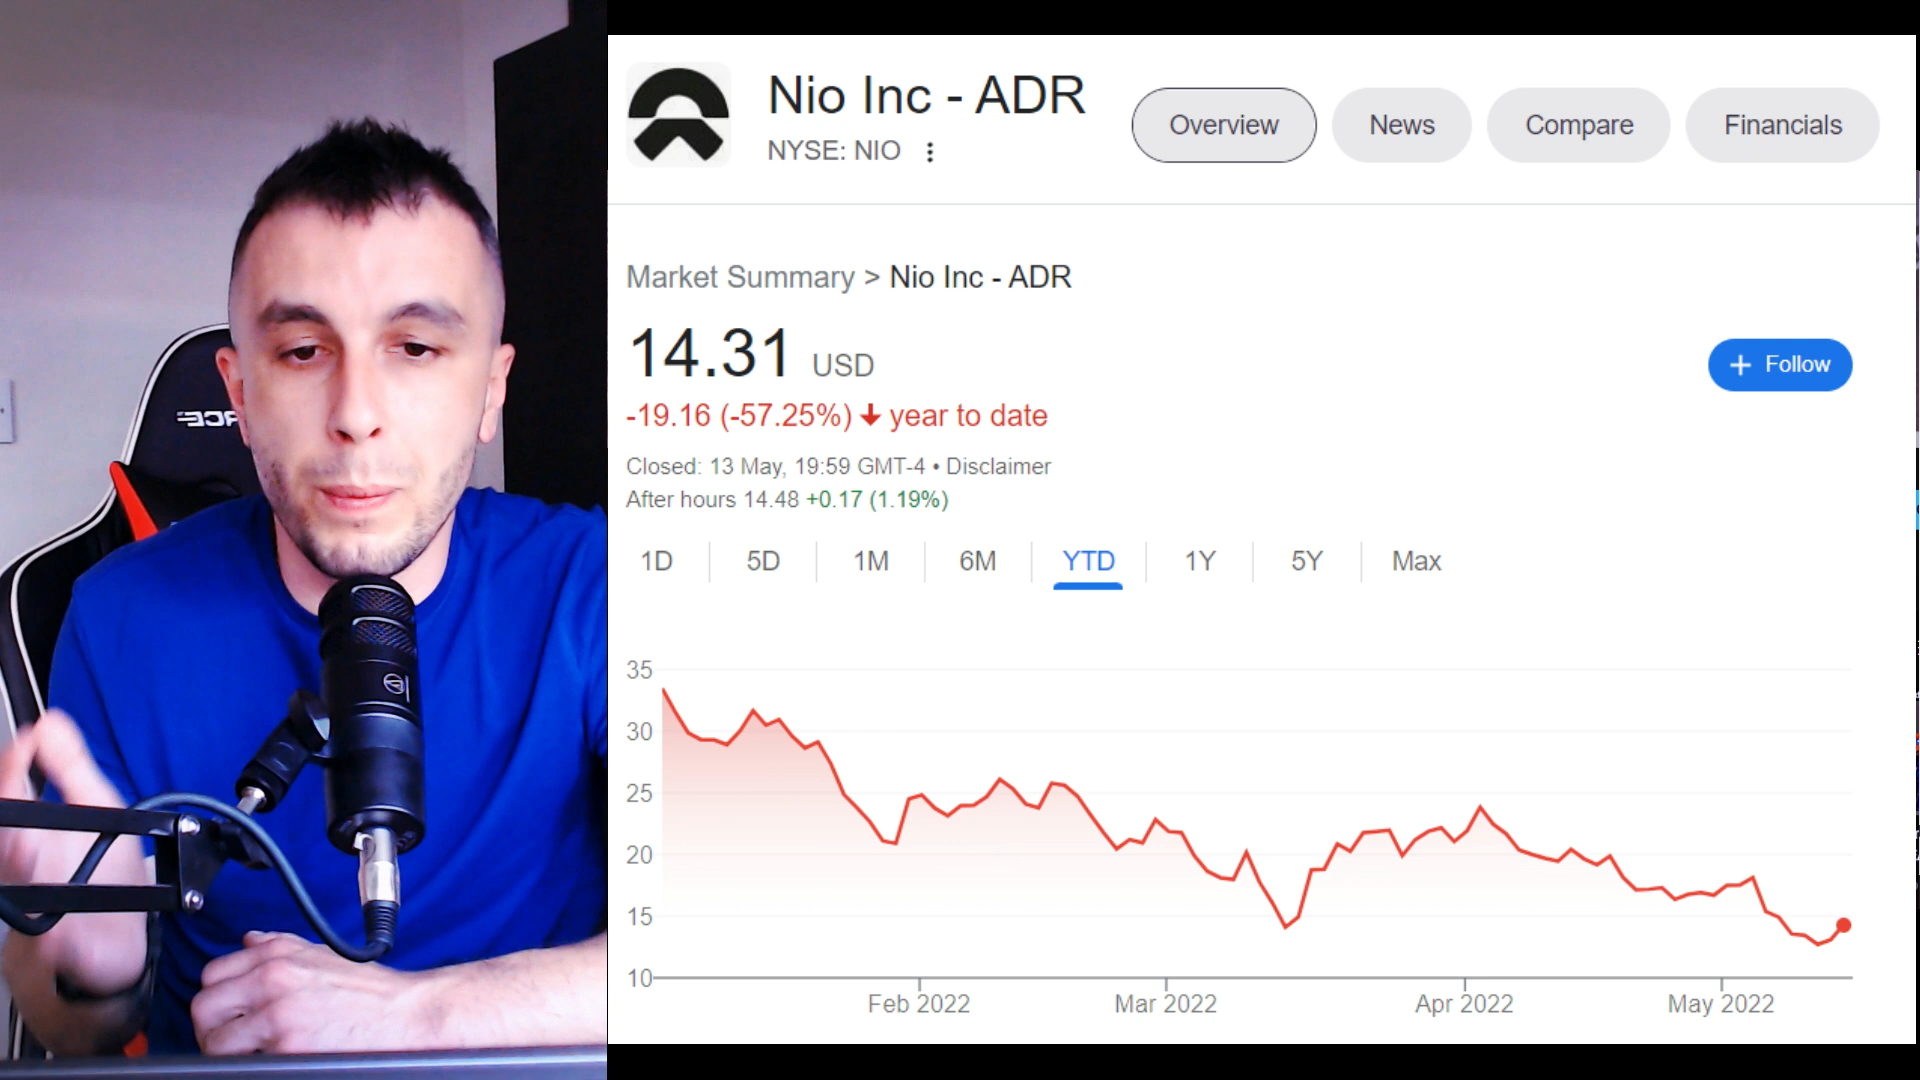 Nio Inc - ADR
NYSE: NIO
Overview
News
Compare
Financials
Market Summary > Nio Inc - ADR
14.31 USD
+ Follow
-19.16 (-57.25%) year to date
Closed: 13 May, 19:59 GMT-4 • Disclaimer
After hours 14.48 +0.17 (1.19%)
1D
5D
1M
6M
YTD
1Y
5Y
Max
35
30
25
20
15
10
Feb 2022
Mar 2022
Apr 2022
May 2022